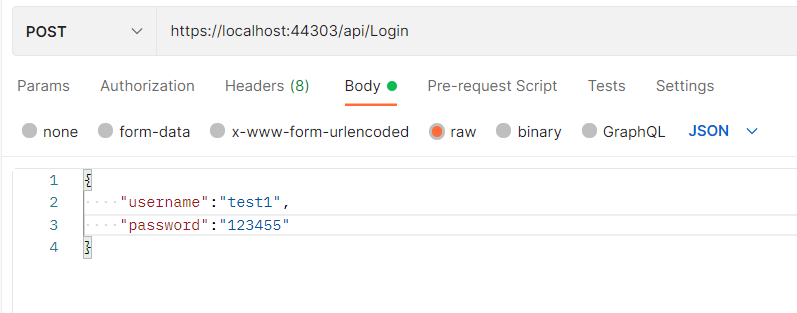 POST https://localhost:44303/api/Login
Params Authorization Headers (8) Body Pre-request Script Tests Settings
none form-data x-www-form-urlencoded raw binary GraphQL JSON
1 {
2 ····"username":"test1",
3 ····"password":"123455"
4 }